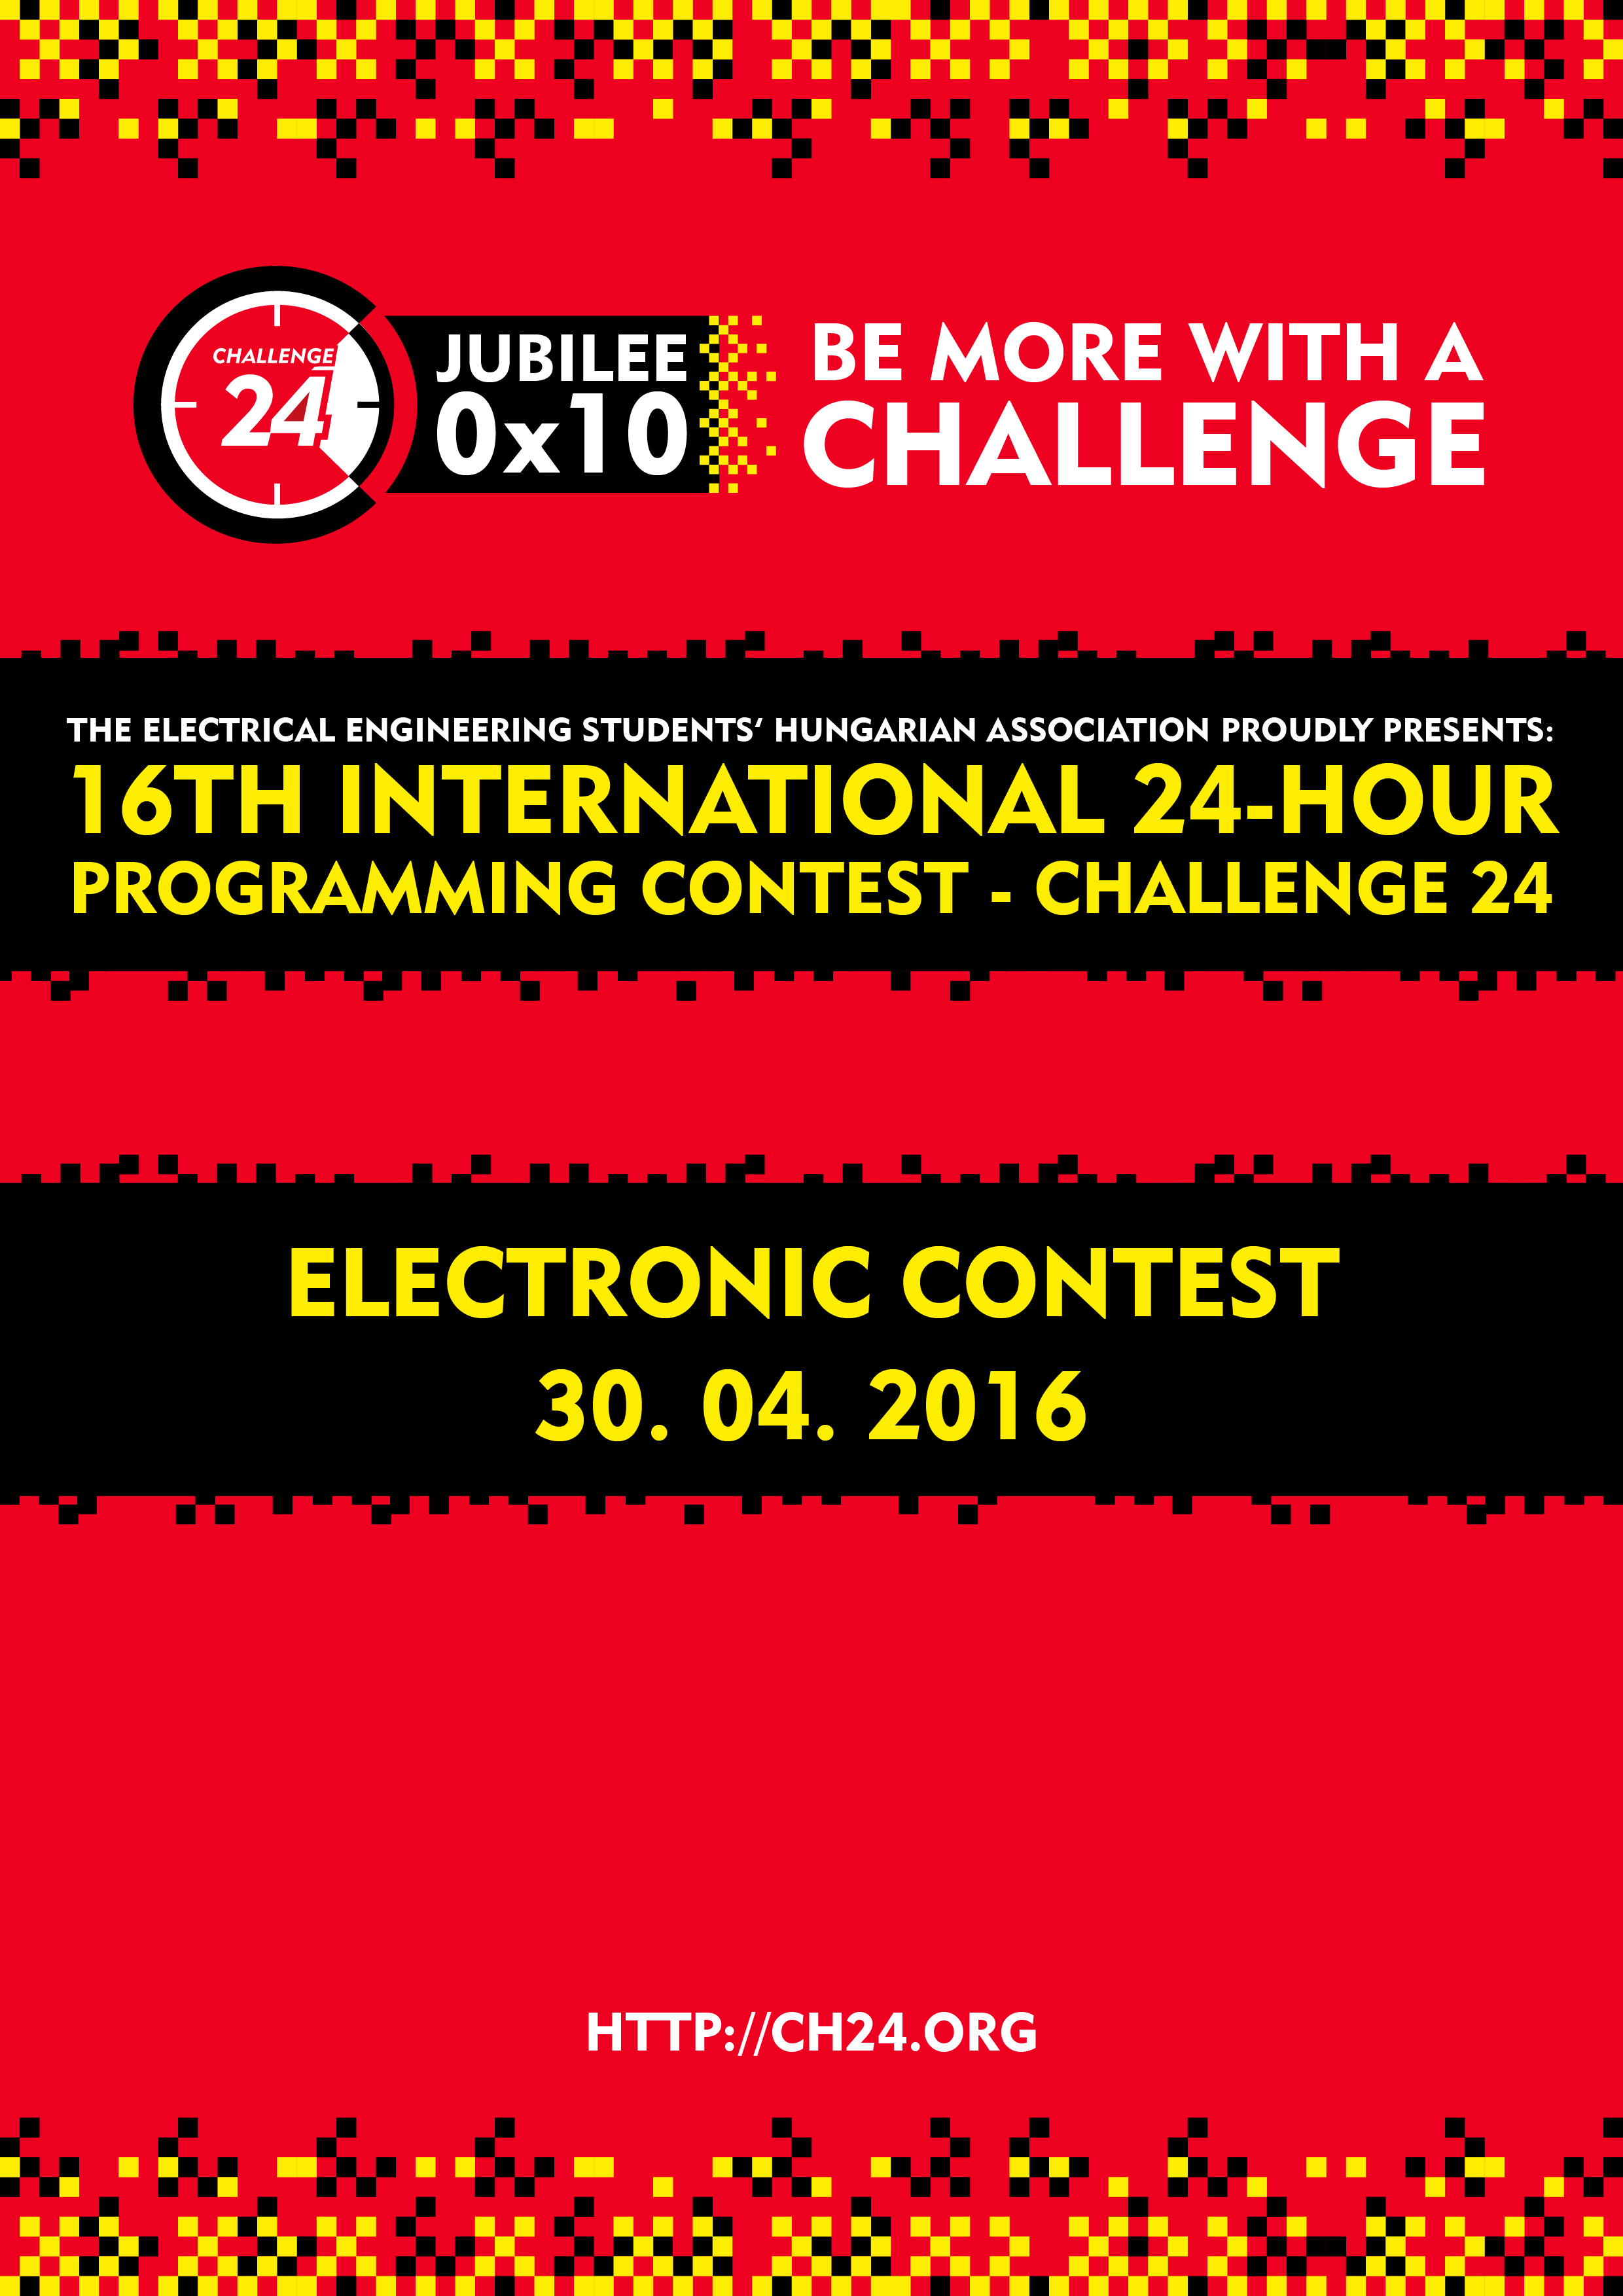 CHALLENGE
24
JUBILEE
0x10
BE MORE WITH A
CHALLENGE
THE ELECTRICAL ENGINEERING STUDENTS' HUNGARIAN ASSOCIATION PROUDLY PRESENTS:
16TH INTERNATIONAL 24-HOUR
PROGRAMMING CONTEST - CHALLENGE 24
ELECTRONIC CONTEST
30. 04. 2016
HTTP://CH24.ORG